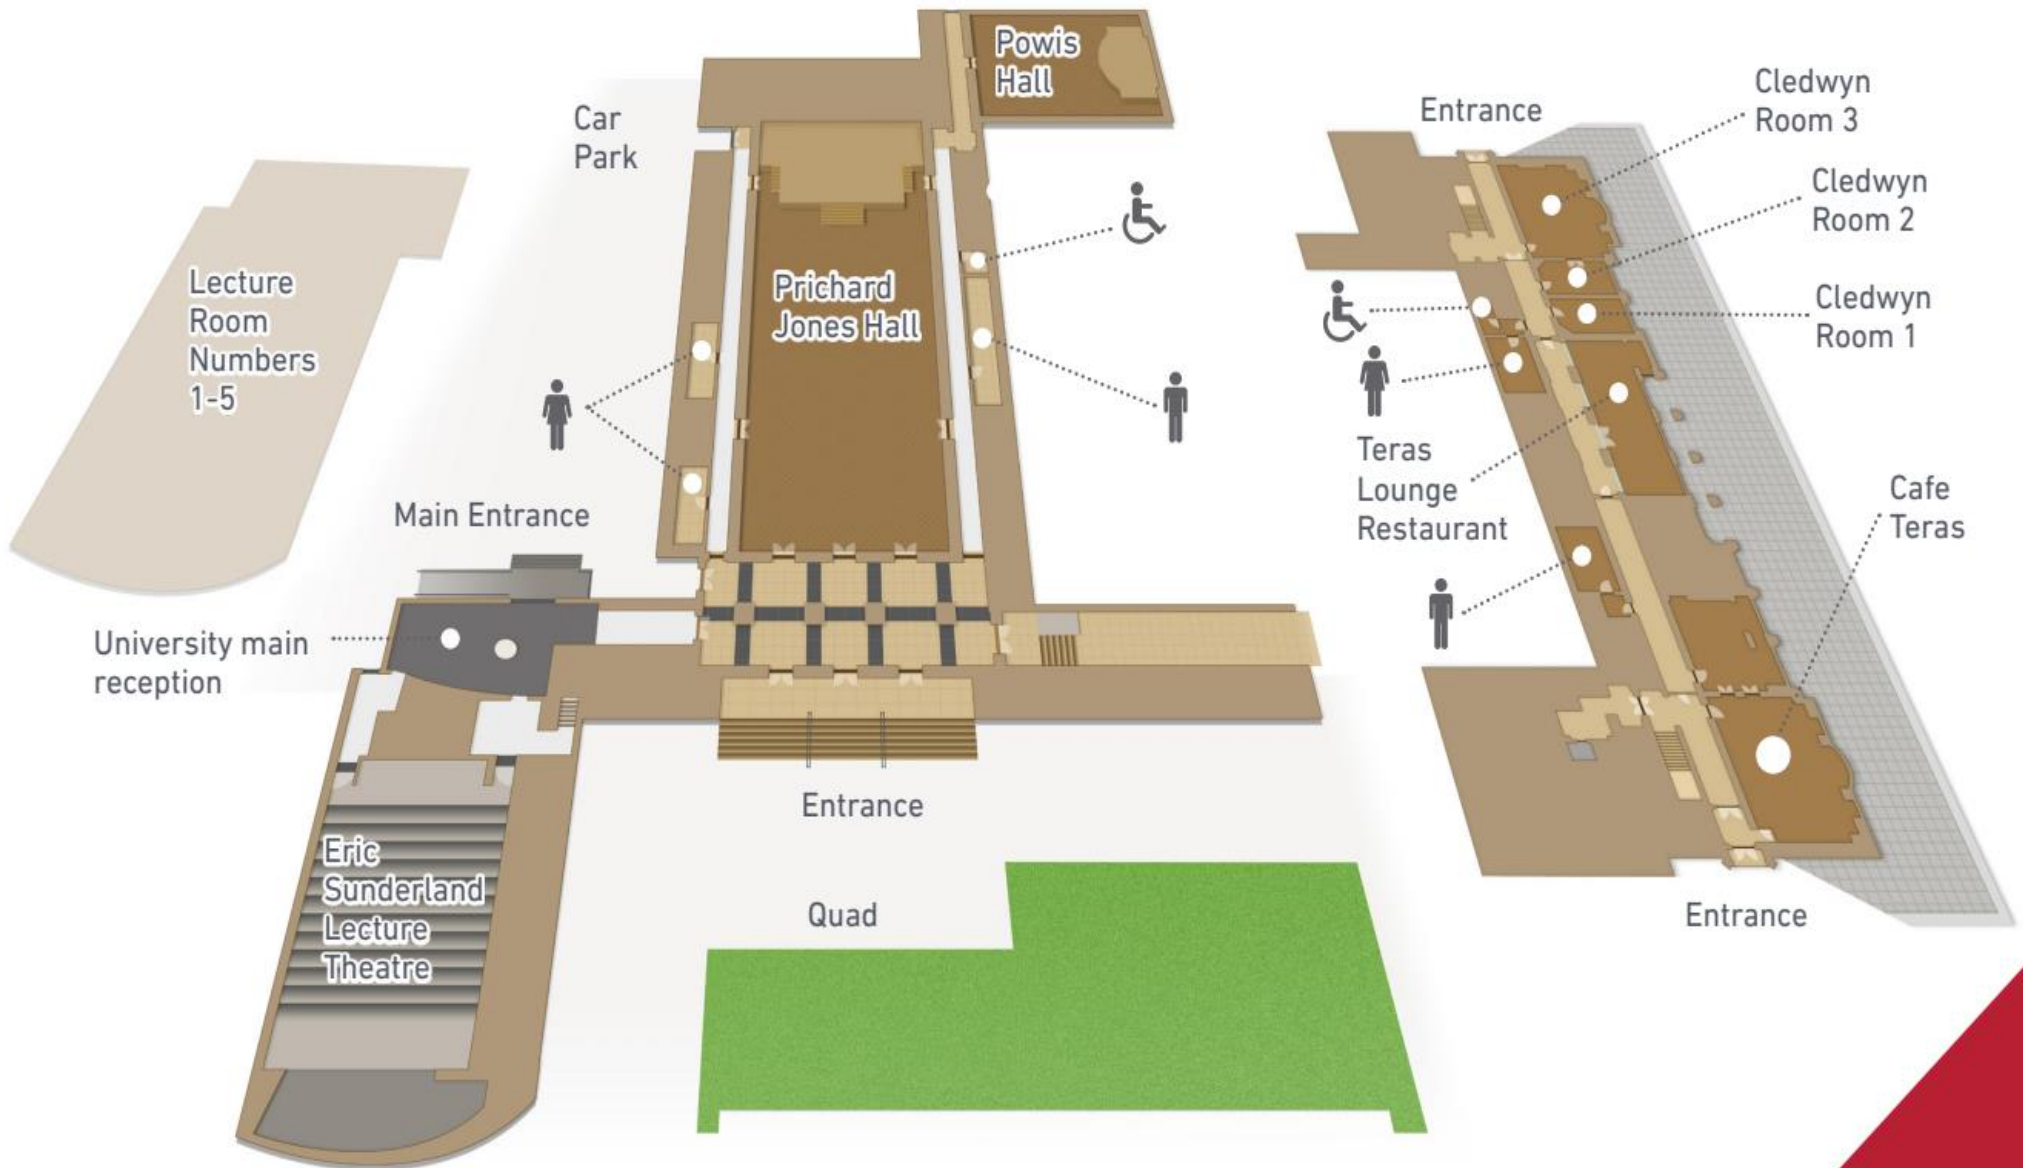 Powis
Hall
Cledwyn
Room 3
Entrance
Car
Park
Cledwyn
Room 2
Lecture
Room
Numbers
1-5
Prichard
Jones Hall
Cledwyn
Room 1
Teras
Lounge
Restaurant
Cafe
Teras
Main Entrance
University main
reception
Entrance
Eric
Sunderland
Lecture
Theatre
Quad
Entrance